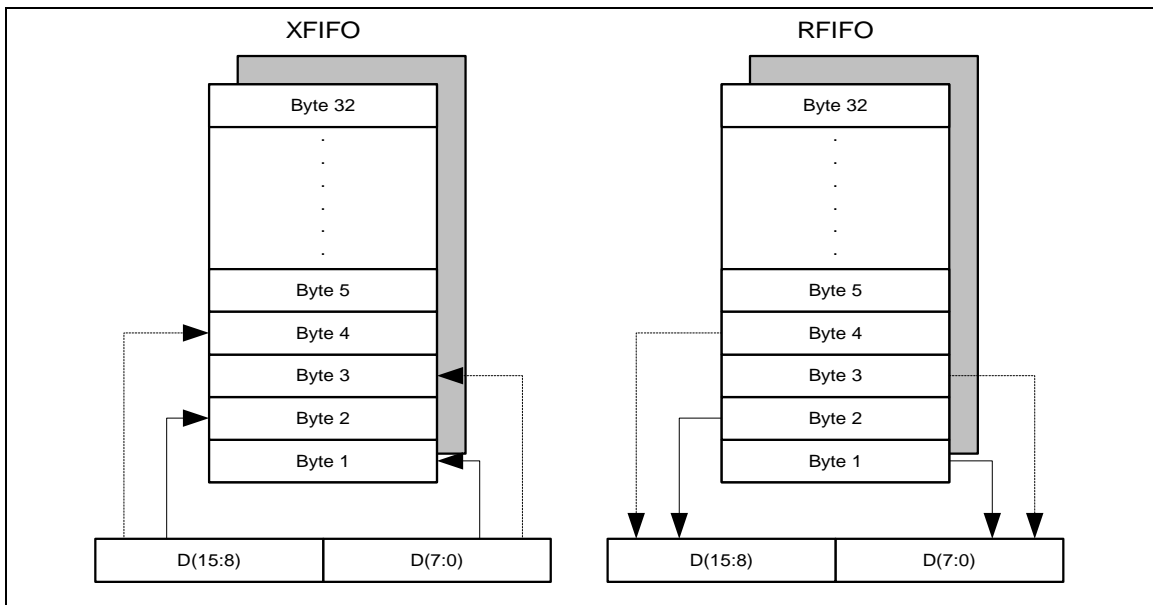 XFIFO
Byte 32
.
.
.
.
.
.
Byte 5
Byte 4
Byte 3
Byte 2
Byte 1
D(15:8)
D(7:0)
RFIFO
Byte 32
.
.
.
.
.
.
Byte 5
Byte 4
Byte 3
Byte 2
Byte 1
D(15:8)
D(7:0)